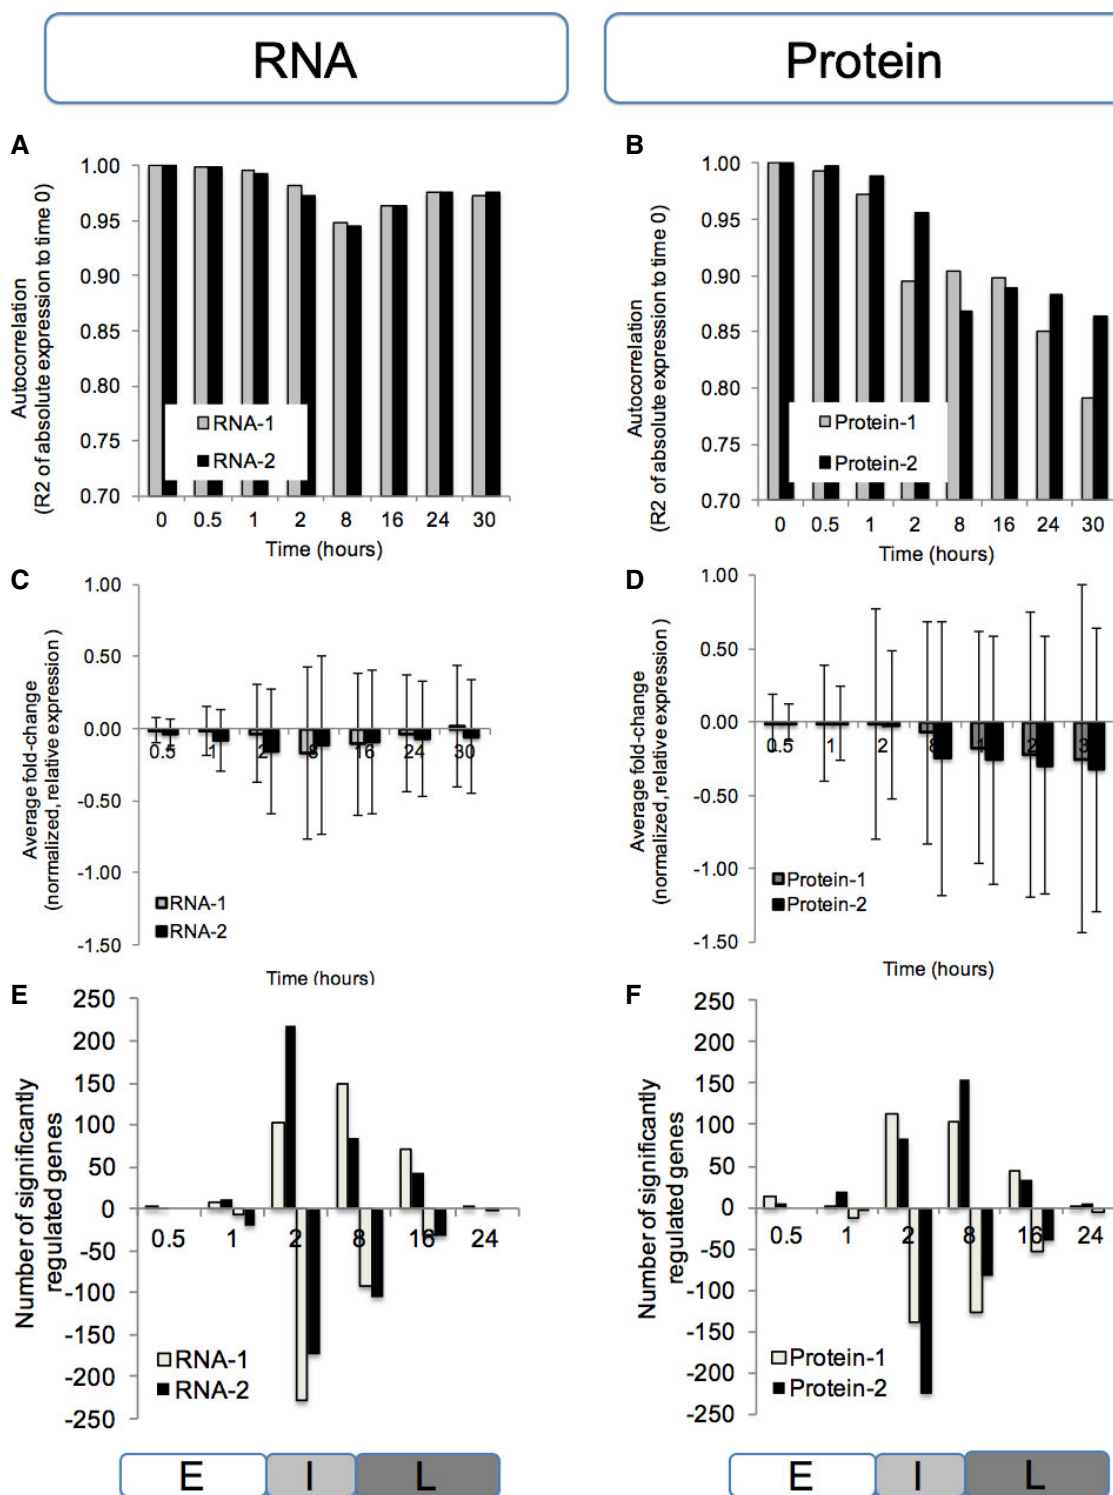 RNA
Protein
A
Autocorrelation
(R2 of absolute expression to time 0)
1.00
0.95
0.90
0.85
0.80
0.75
0.70
RNA-1
RNA-2
0 0.5 1 2 8 16 24 30
Time (hours)
B
Autocorrelation
(R2 of absolute expression to time 0)
1.00
0.95
0.90
0.85
0.80
0.75
0.70
Protein-1
Protein-2
0 0.5 1 2 8 16 24 30
Time (hours)
C
Average fold-change
(normalized, relative expression )
1.00
0.50
0.00
-0.50
-1.00
-1.50
0.5 1 2 8 16 24 30
RNA-1
RNA-2
Time (hours)
D
Average fold-change
(normalized, relative expression )
1.00
0.50
0.00
-0.50
-1.00
-1.50
0.5 1 2 8
Protein-1
Protein-2
Time (hours)
E
Number of significantly
regulated genes
250
200
150
100
50
0
-50
-100
-150
-200
-250
0.5 1 2 8 16 24
RNA-1
RNA-2
F
Number of significantly
regulated genes
250
200
150
100
50
0
-50
-100
-150
-200
-250
0.5 1 2 8 16 24
Protein-1
Protein-2
E I L
E I L